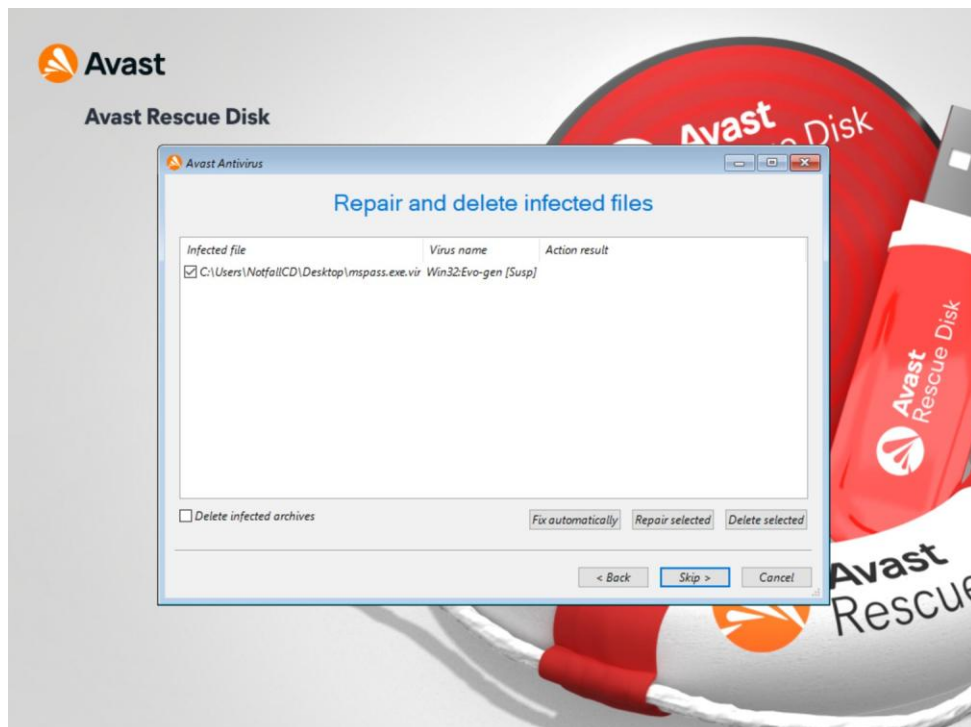 Avast
Avast Rescue Disk
Avast
Disk
Avast Antivirus
Repair and delete infected files
Infected file Virus name Action result
C:\Users\NotfallCD\Desktop\mspass.exe.vir Win32:Evo-gen [Susp]
Delete infected archives
Fix automatically Repair selected Delete selected
< Back Skip > Cancel
Avast
Rescue Disk
Avast
Rescue